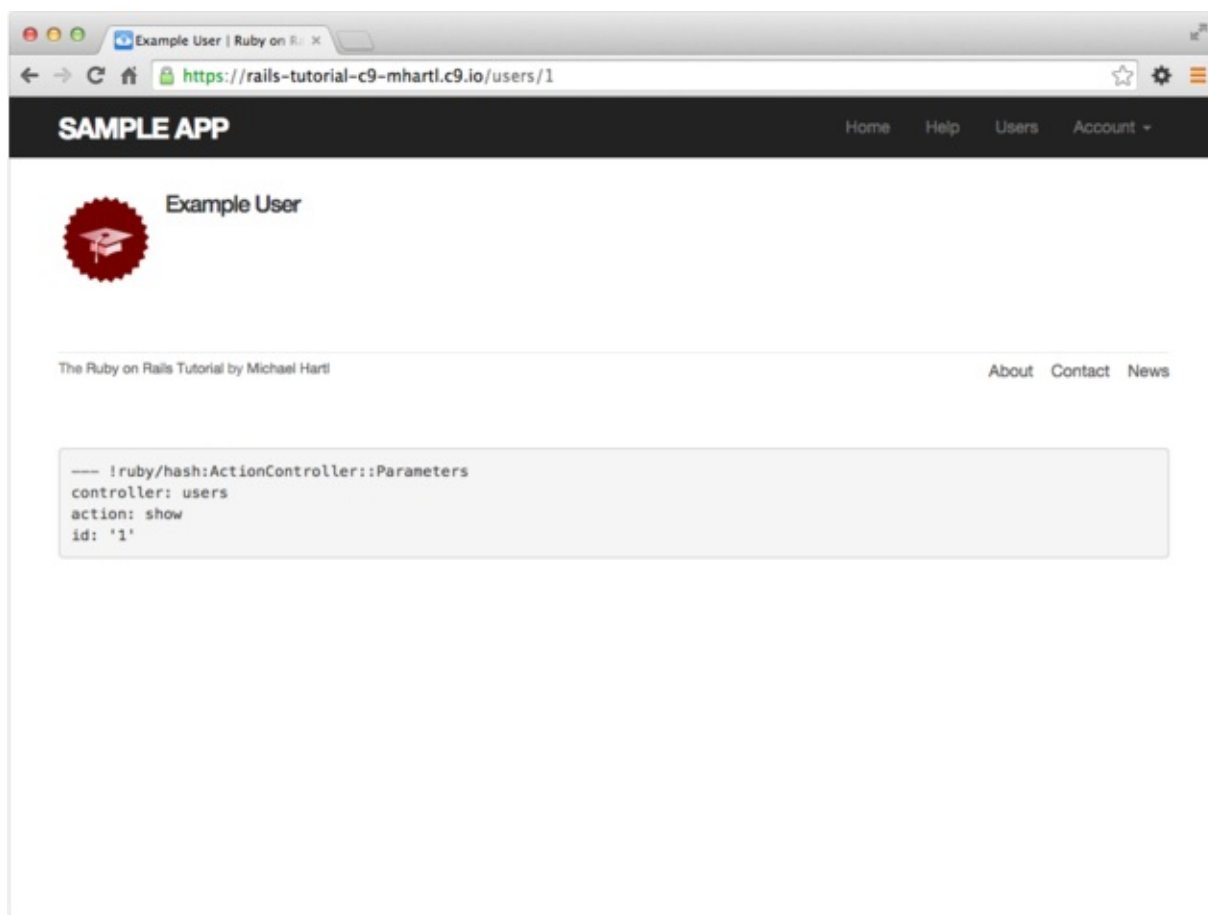 Example User | Ruby on Ra
https://rails-tutorial-c9-mhartl.c9.io/users/1
SAMPLE APP
Home Help Users Account
Example User
The Ruby on Rails Tutorial by Michael Hartl
About Contact News
--- !ruby/hash:ActionController::Parameters
controller: users
action: show
id: '1'